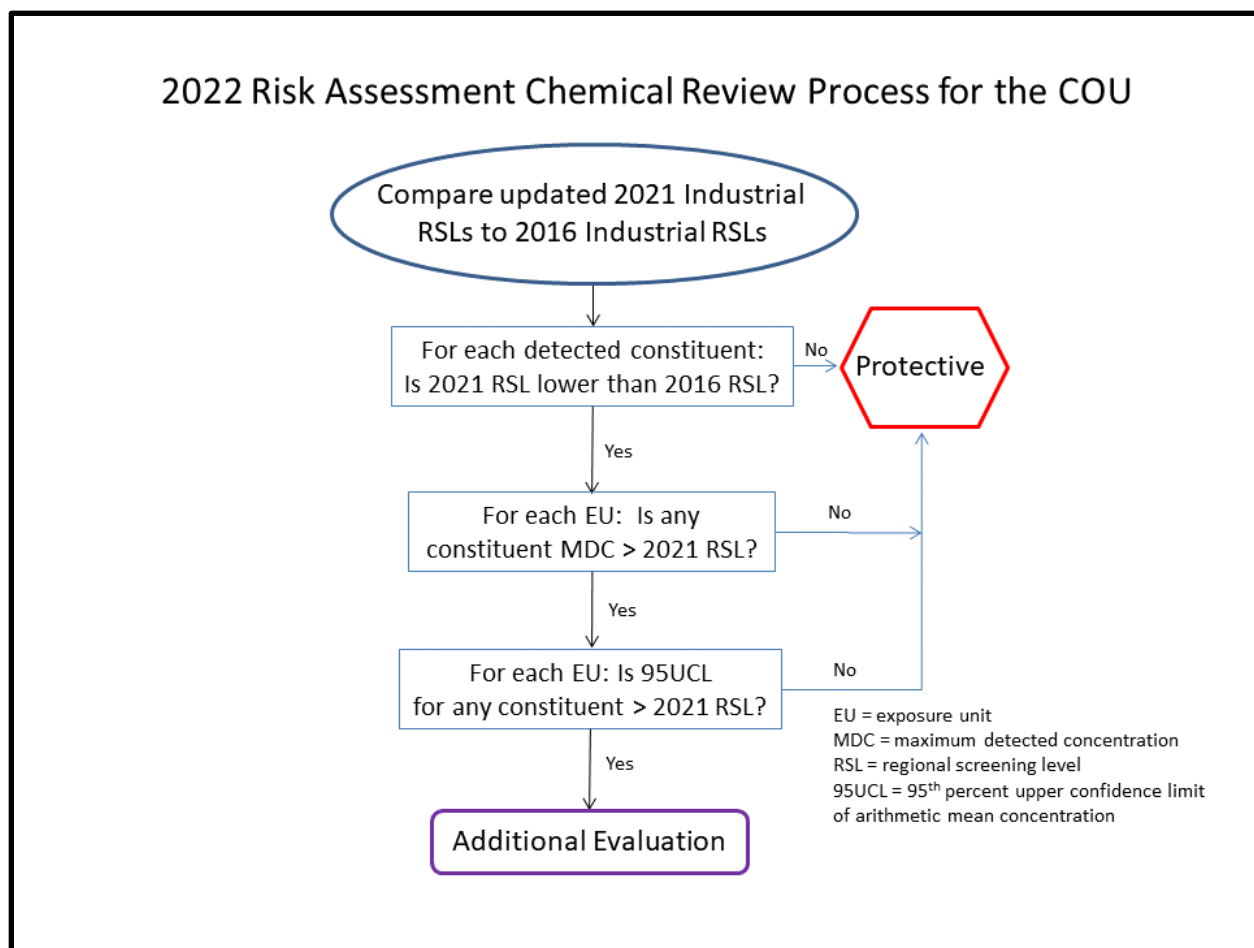 2022 Risk Assessment Chemical Review Process for the COU
Compare updated 2021 Industrial
RSLs to 2016 Industrial RSLs
For each detected constituent:
Is 2021 RSL lower than 2016 RSL?
No
Protective
Yes
For each EU:  Is any
constituent MDC > 2021 RSL?
No
Yes
For each EU: Is 95UCL
for any constituent > 2021 RSL?
No
Yes
Additional Evaluation
EU = exposure unit
MDC = maximum detected concentration
RSL = regional screening level
95UCL = 95th percent upper confidence limit
of arithmetic mean concentration